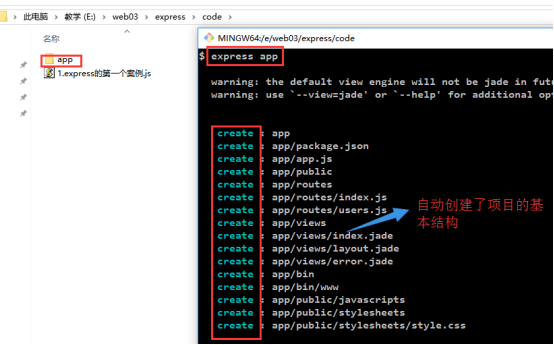 此电脑 > 教学 (E:) > web03 > express > code >
名称
app
1.express的第一个案例.js
MINGW64:/e/web03/express/code
$ express app
warning: the default view engine will not be jade in futu
warning: use `--view=jade' or `--help' for additional opt
create : app
create : app/package.json
create : app/app.js
create : app/public
create : app/routes
create : app/routes/index.js
create : app/routes/users.js
create : app/views
create : app/views/index.jade
create : app/views/layout.jade
create : app/views/error.jade
create : app/bin
create : app/bin/www
create : app/public/javascripts
create : app/public/stylesheets
create : app/public/stylesheets/style.css
自动创建了项目的基
本结构